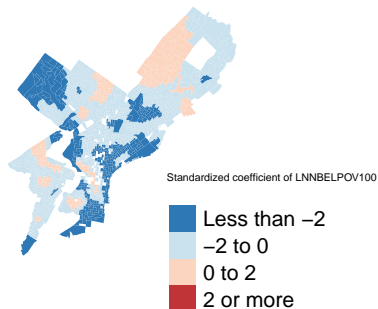 Standardized coefficient of LNNBELPOV100
Less than −2
−2 to 0
0 to 2
2 or more